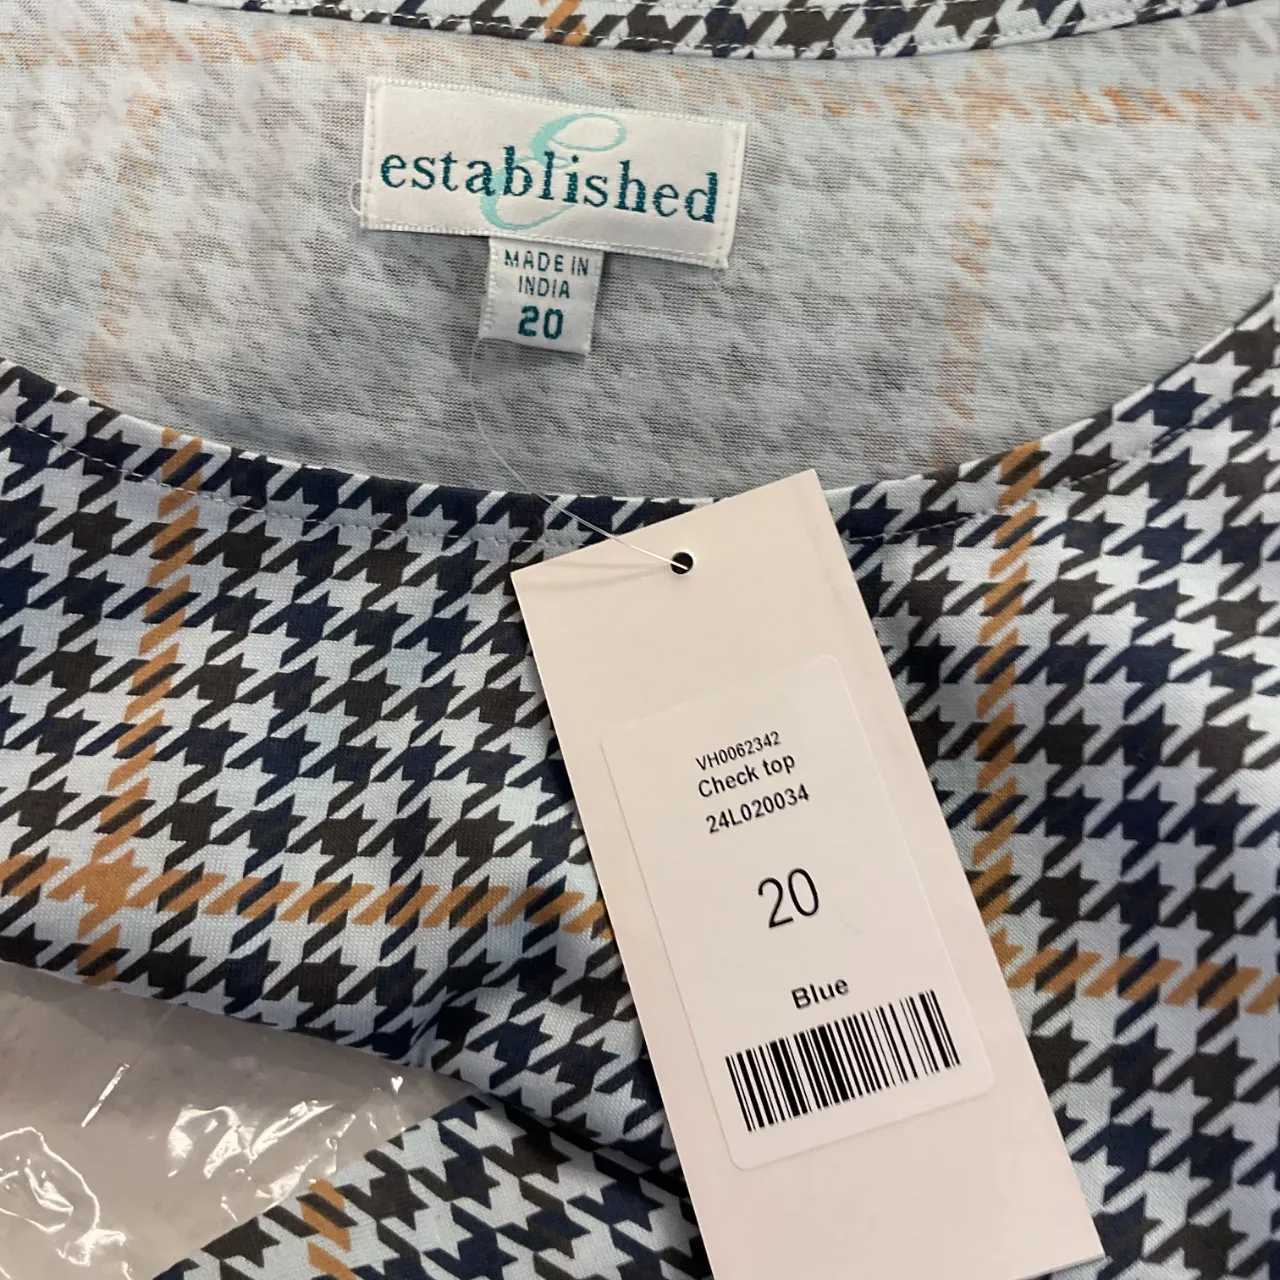 established
MADE IN
INDIA
20
VH0062342
Check top
24L020034
20
Blue